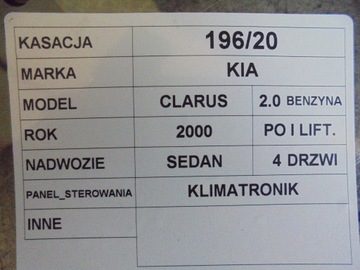 KASACJA 196/20
MARKA KIA
MODEL CLARUS 2.0 BENZYNA
ROK 2000 PO I LIFT.
NADWOZIE SEDAN 4 DRZWI
PANEL_STEROWANIA KLIMATRONIK
INNE